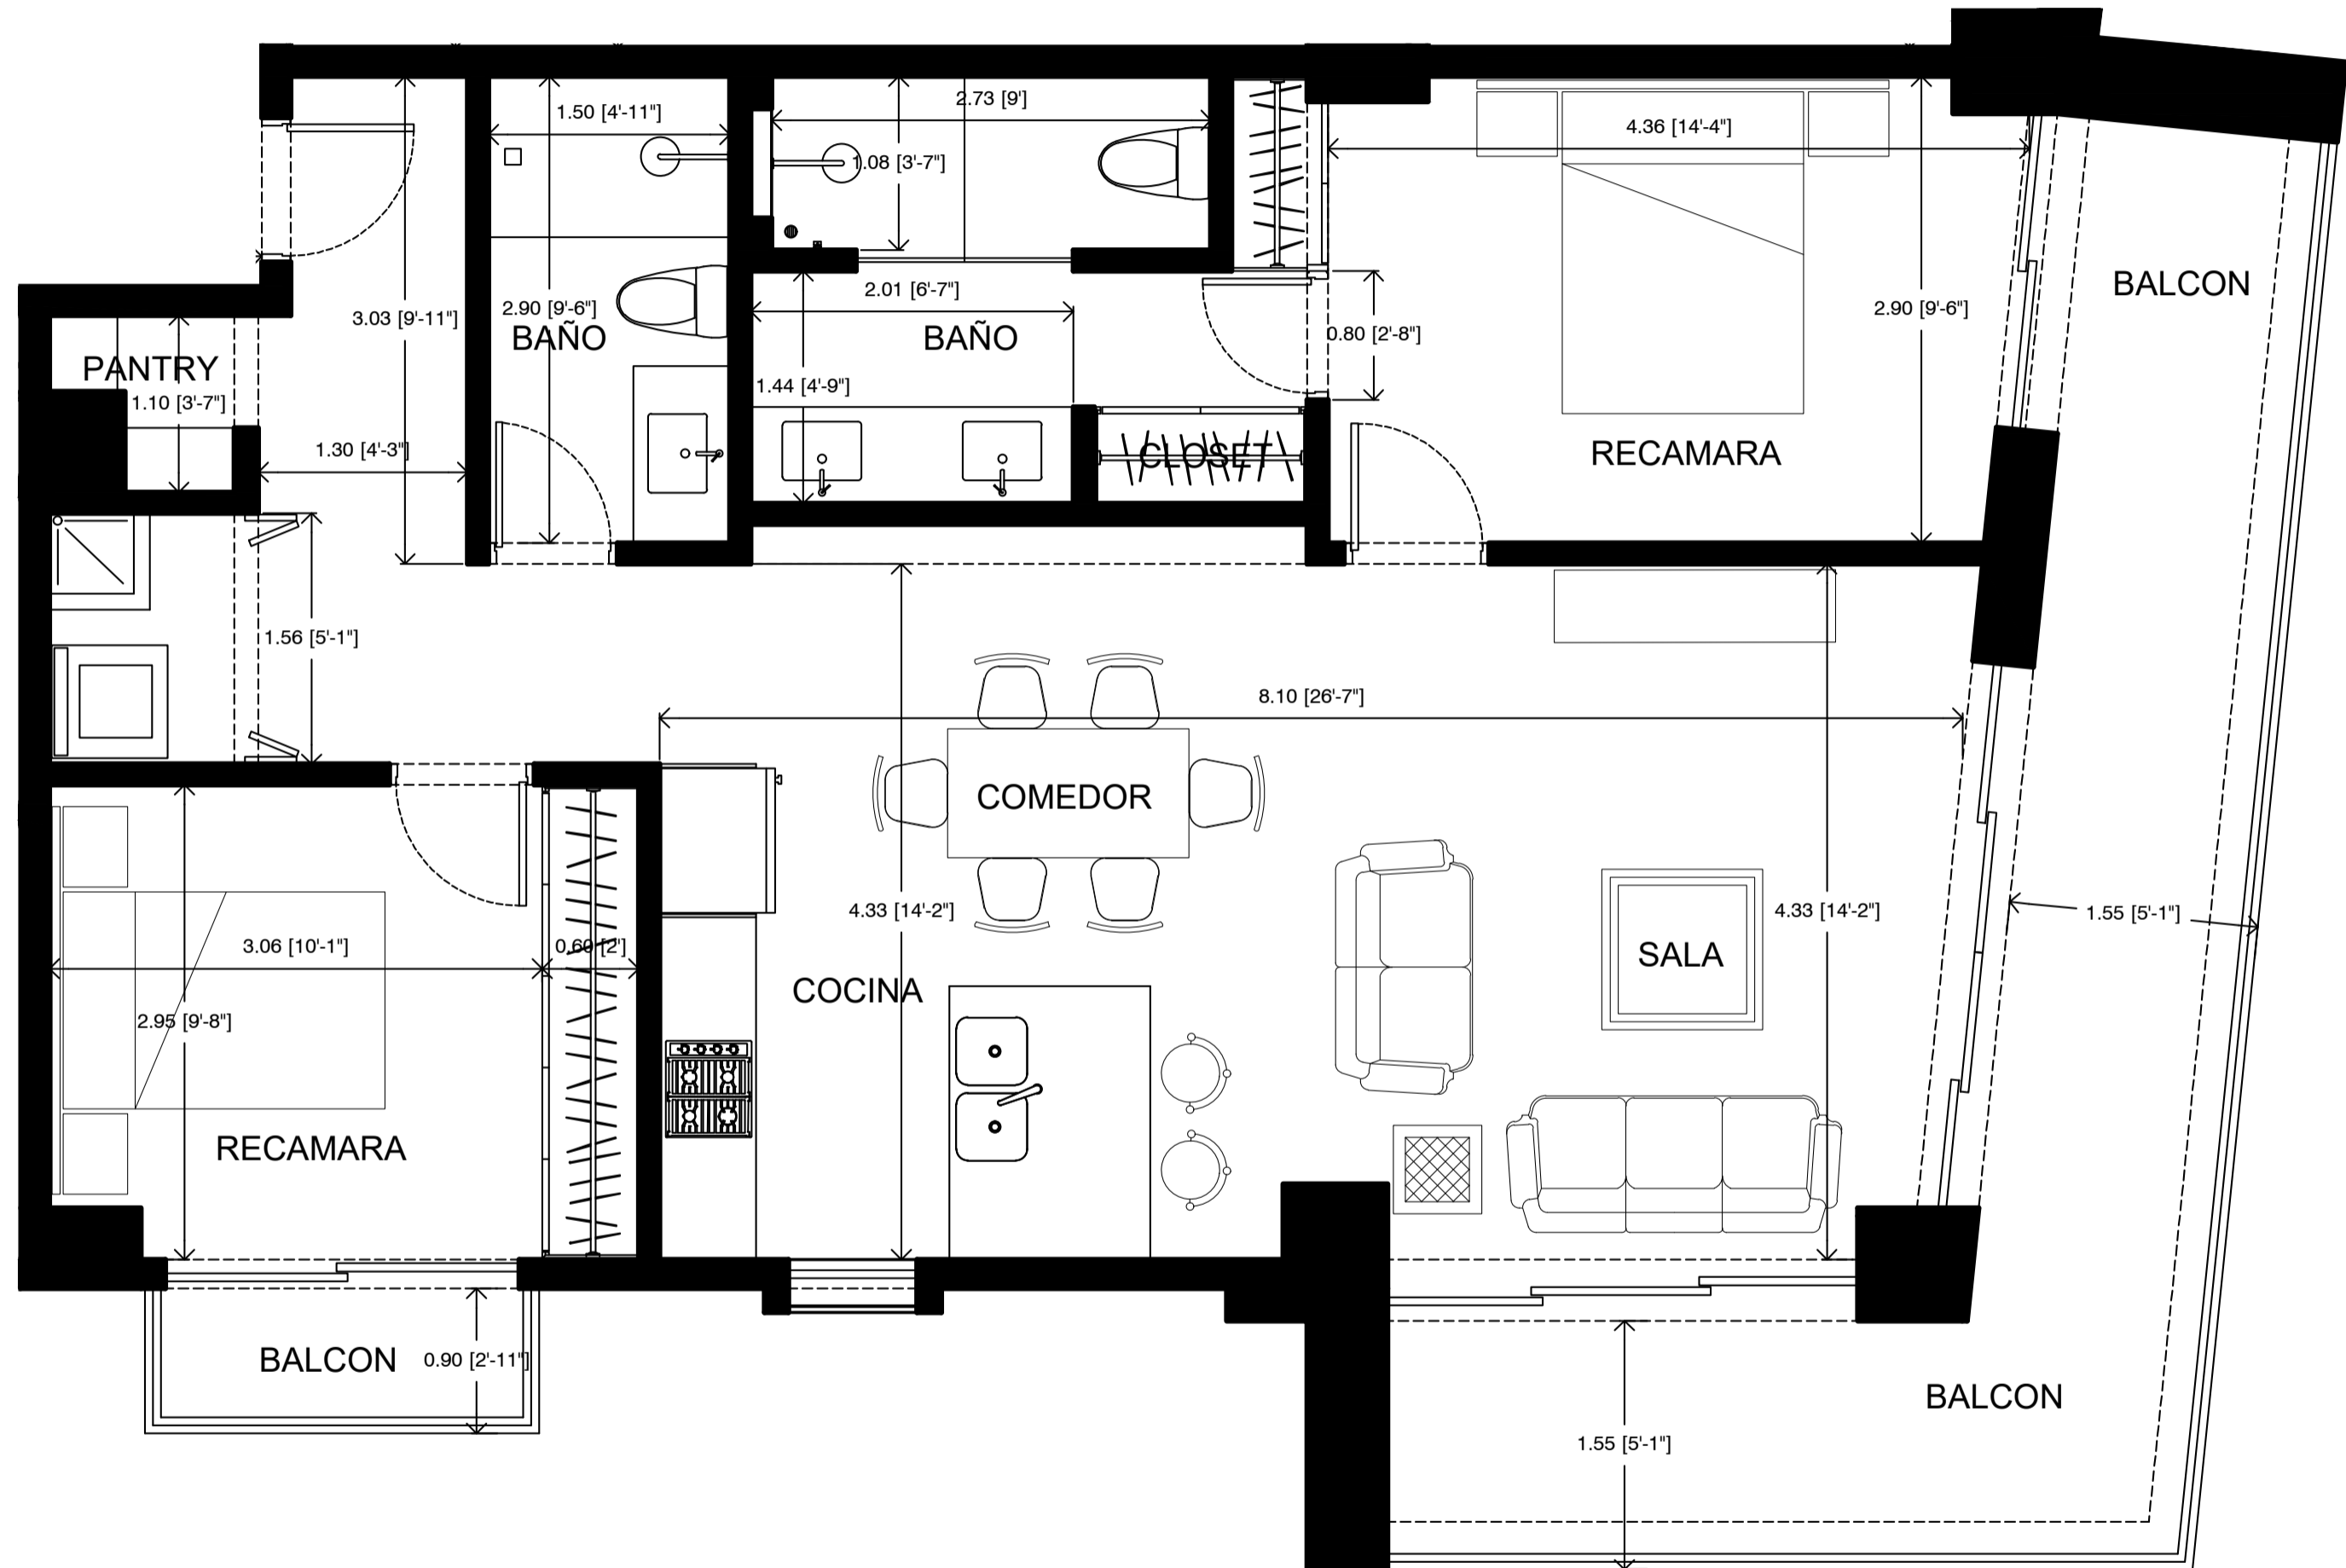 1.50 [4'-11"]
2.73 [9']
4.36 [14'-4"]
1.08 [3'-7"]
BALCON
2.01 [6'-7"]
2.90 [9'-6"]
2.90 [9'-6"]
3.03 [9'-11"]
BAÑO
BAÑO
0.80 [2'-8"]
PANTRY
1.10 [3'-7"]
1.44 [4'-9"]
1.30 [4'-3"]
CLOSET
RECAMARA
1.56 [5'-1"]
8.10 [26'-7"]
COMEDOR
4.33 [14'-2"]
4.33 [14'-2"]
1.55 [5'-1"]
3.06 [10'-1"]
0.60 [2']
SALA
COCINA
2.95 [9'-8"]
RECAMARA
BALCON
0.90 [2'-11"]
BALCON
1.55 [5'-1"]